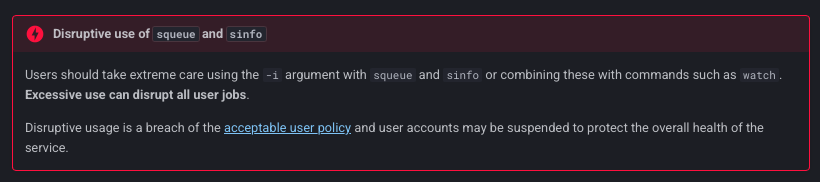 Disruptive use of squeue and sinfo
Users should take extreme care using the -i argument with squeue and sinfo or combining these with commands such as watch.
Excessive use can disrupt all user jobs.
Disruptive usage is a breach of the acceptable user policy and user accounts may be suspended to protect the overall health of the
service.